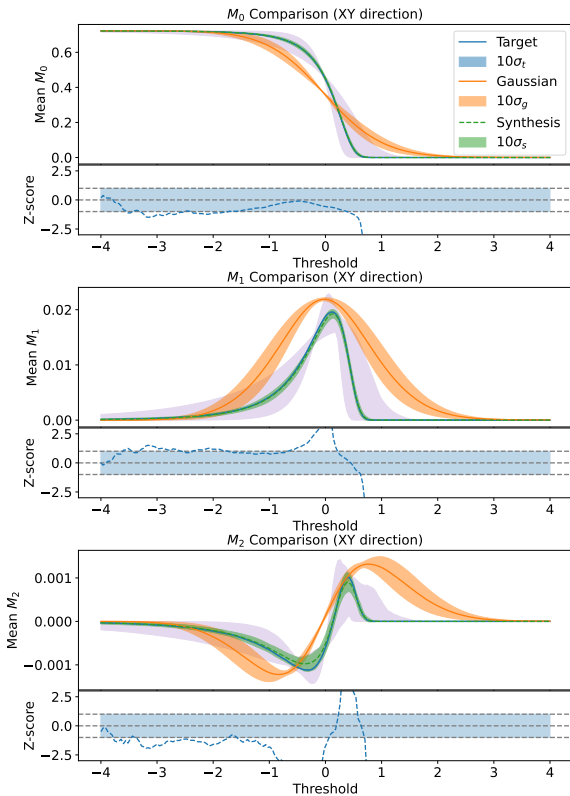 M₀ Comparison (XY direction)
Mean M₀
0.6
0.4
0.2
0.0
Target
10σₜ
Gaussian
10σg
Synthesis
10σₛ
Z-score
2.5
0.0
−2.5
−4 −3 −2 −1 0 1 2 3 4
Threshold
M₁ Comparison (XY direction)
Mean M₁
0.02
0.01
0.00
Z-score
2.5
0.0
−2.5
−4 −3 −2 −1 0 1 2 3 4
Threshold
M₂ Comparison (XY direction)
Mean M₂
0.001
0.000
−0.001
Z-score
2.5
0.0
−2.5
−4 −3 −2 −1 0 1 2 3 4
Threshold